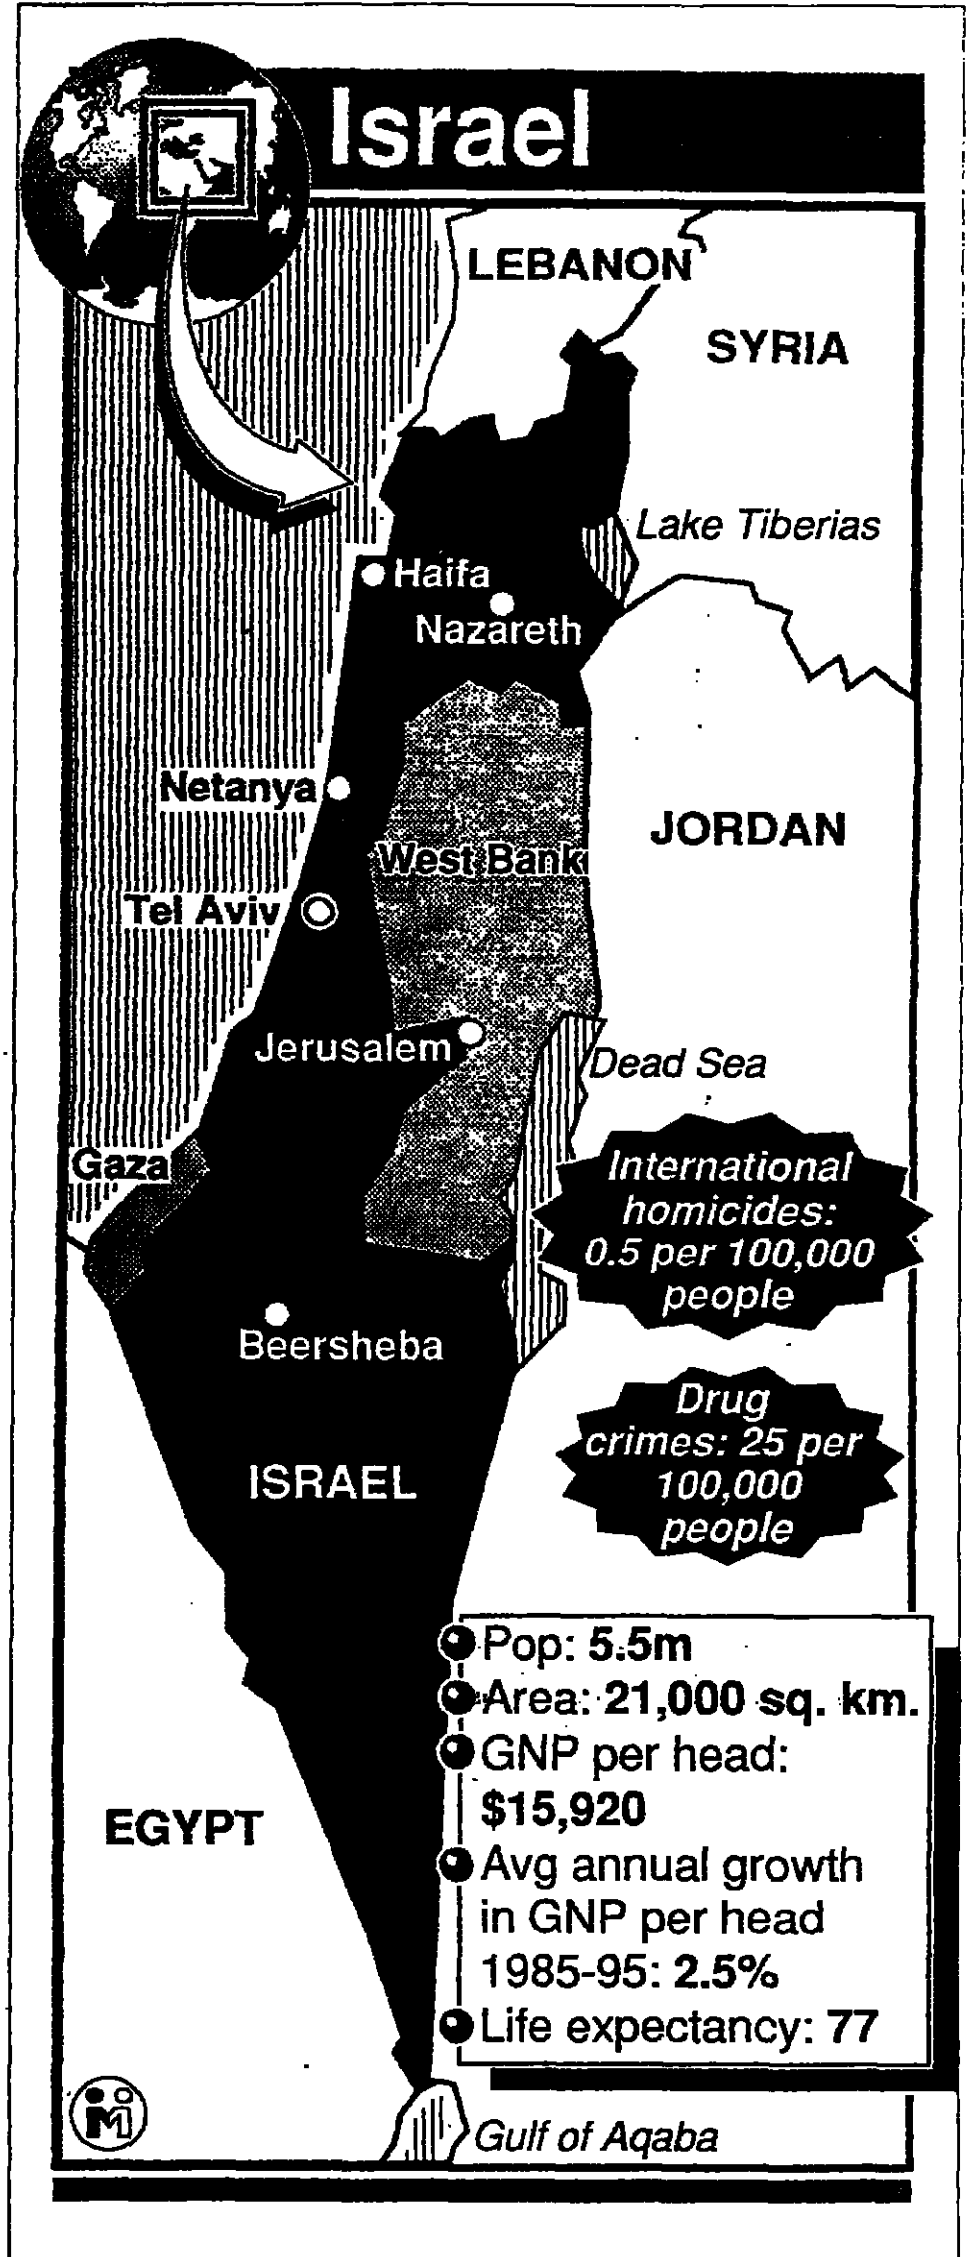 Israel
LEBANON
SYRIA
Lake Tiberias
Haifa
Nazareth
Netanya
West Bank
JORDAN
Tel Aviv
Jerusalem
Dead Sea
Gaza
International
homicides:
0.5 per 100,000
people
Beersheba
Drug
crimes: 25 per
100,000
people
ISRAEL
Pop: 5.5m
Area: 21,000 sq. km.
GNP per head:
$15,920
EGYPT
Avg annual growth
in GNP per head
1985-95: 2.5%
Life expectancy: 77
iM
Gulf of Aqaba